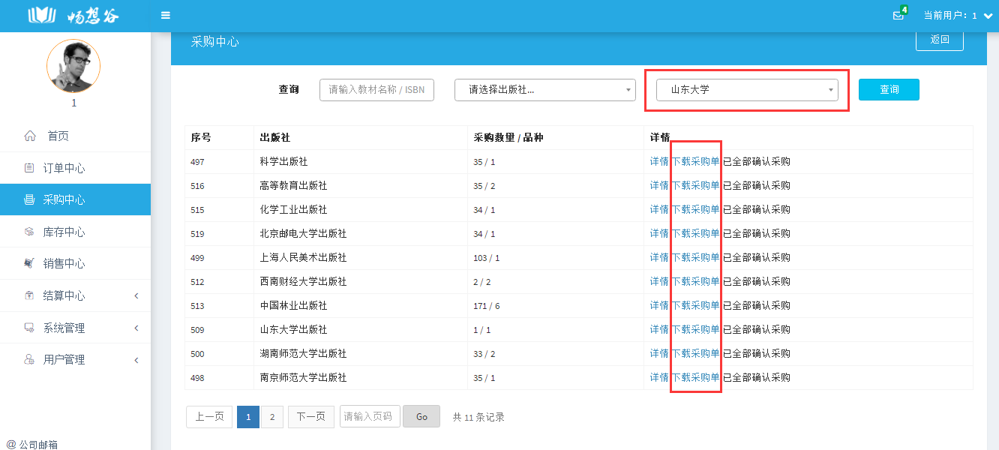 畅想谷
4
当前用户：1
采购中心
返回
1
首页
订单中心
采购中心
库存中心
销售中心
结算中心
系统管理
用户管理
@ 公司邮箱
查询 请输入教材名称 / ISBN 请选择出版社... 山东大学 查询
序号 出版社 采购数量 / 品种 详情
497 科学出版社 35 / 1 详情 下载采购单 已全部确认采购
516 高等教育出版社 35 / 2 详情 下载采购单 已全部确认采购
515 化学工业出版社 34 / 1 详情 下载采购单 已全部确认采购
519 北京邮电大学出版社 34 / 1 详情 下载采购单 已全部确认采购
499 上海人民美术出版社 103 / 1 详情 下载采购单 已全部确认采购
512 西南财经大学出版社 2 / 2 详情 下载采购单 已全部确认采购
513 中国林业出版社 171 / 6 详情 下载采购单 已全部确认采购
509 山东大学出版社 1 / 1 详情 下载采购单 已全部确认采购
500 湖南师范大学出版社 33 / 2 详情 下载采购单 已全部确认采购
498 南京师范大学出版社 35 / 1 详情 下载采购单 已全部确认采购
上一页 1 2 下一页 请输入页码 Go 共 11 条记录